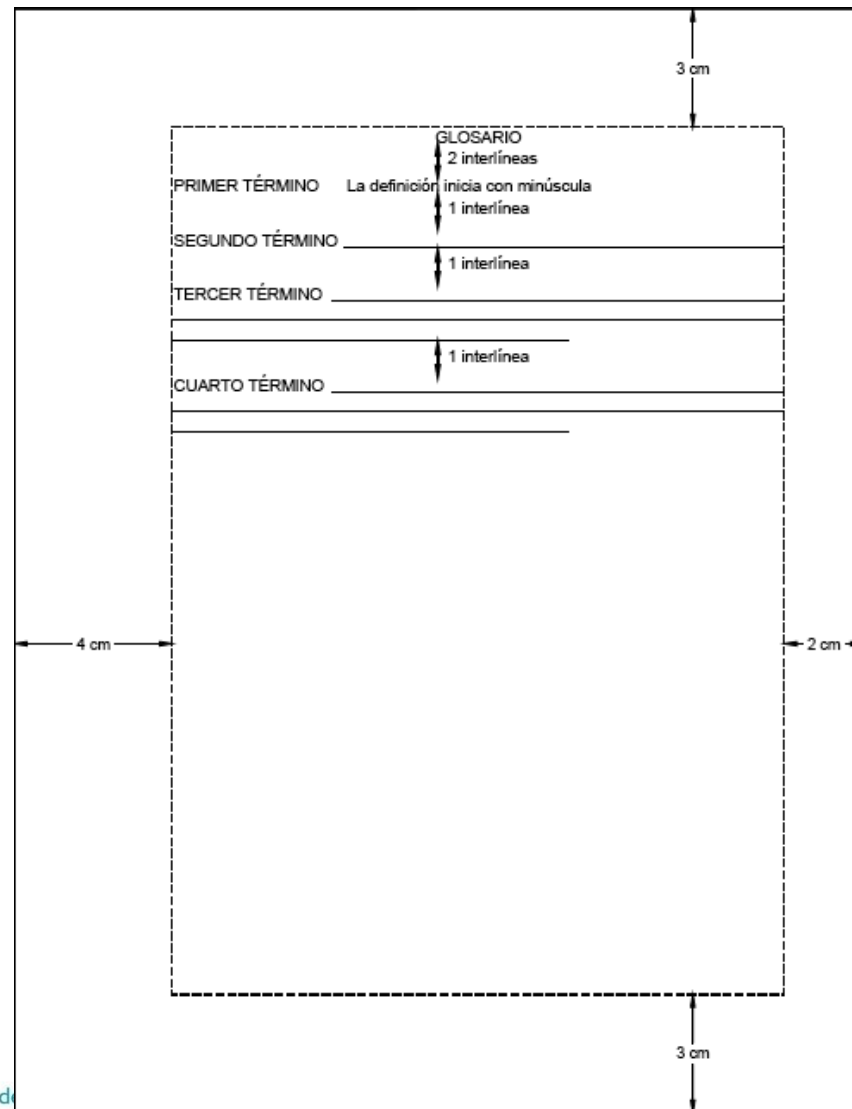 3 cm
GLOSARIO
2 interlíneas
PRIMER TÉRMINO La definición inicia con minúscula
1 interlínea
SEGUNDO TÉRMINO
1 interlínea
TERCER TÉRMINO
1 interlínea
CUARTO TÉRMINO
4 cm
2 cm
3 cm